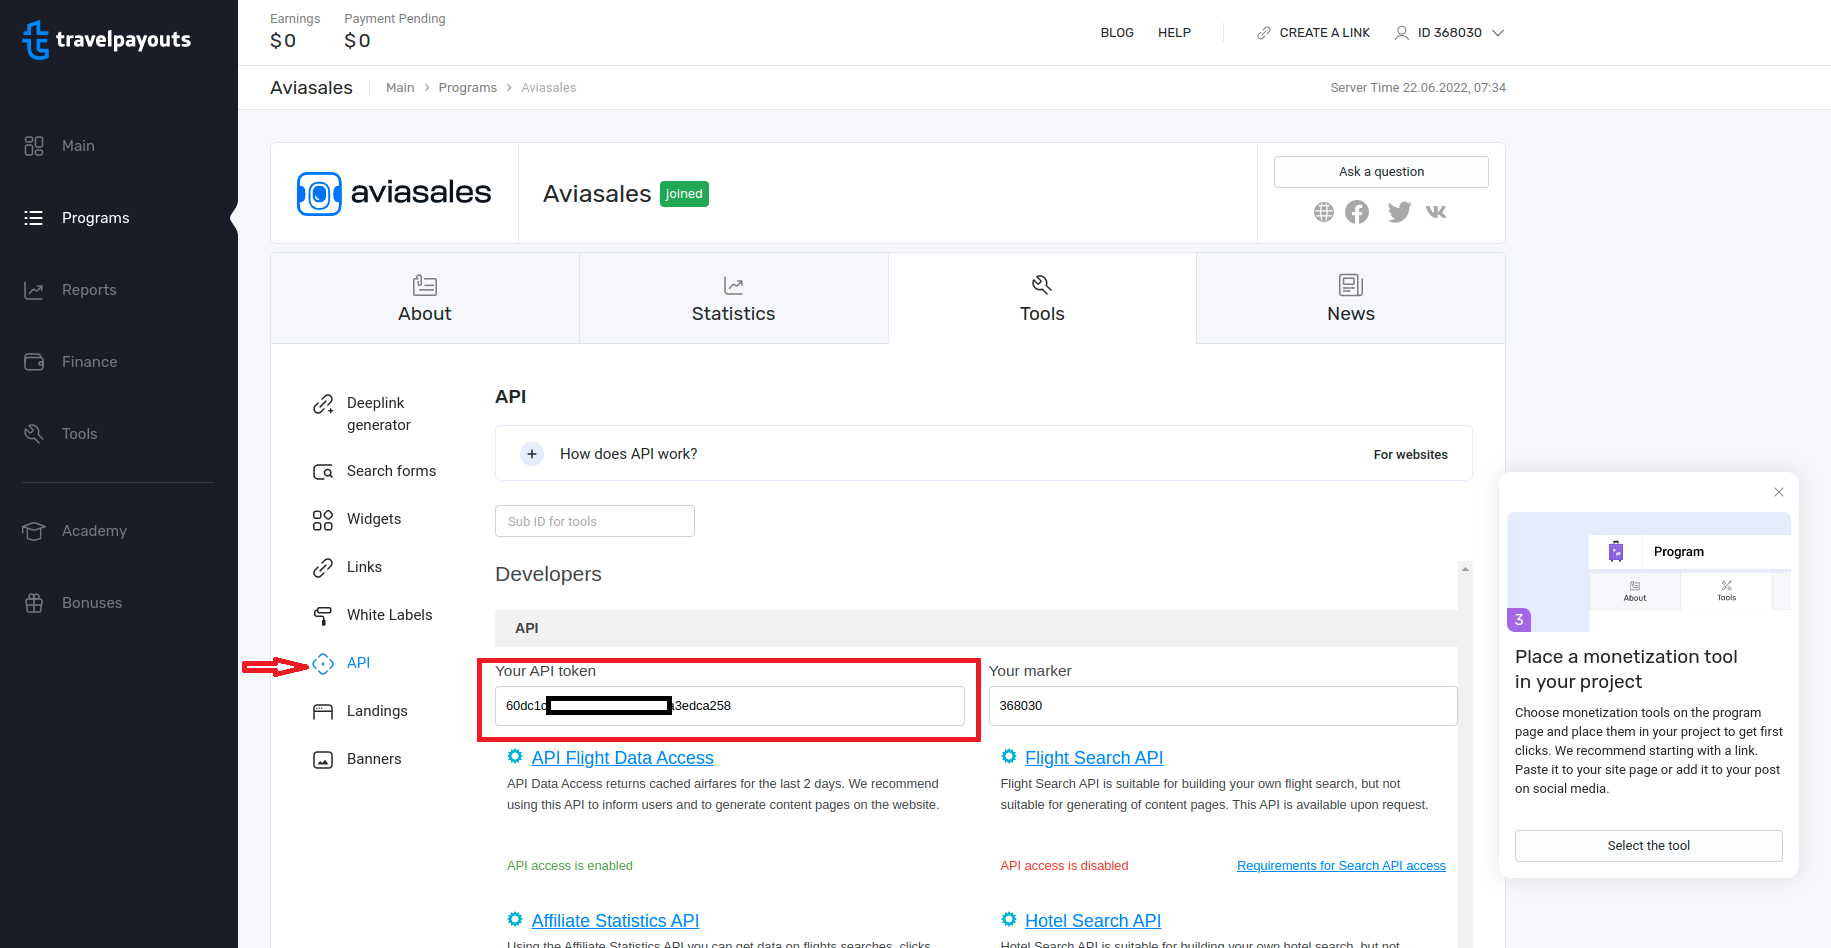 travelpayouts
Earnings
$0
Payment Pending
$0
BLOG
HELP
CREATE A LINK
ID 368030
Aviasales
Main
Programs
Aviasales
Server Time 22.06.2022, 07:34
Main
Programs
Reports
Finance
Tools
Academy
Bonuses
aviasales
Aviasales
joined
Ask a question
About
Statistics
Tools
News
Deeplink
generator
Search forms
Widgets
Links
White Labels
API
Landings
Banners
API
How does API work?
For websites
Sub ID for tools
Developers
API
Your API token
60dc1c
a3edca258
Your marker
368030
API Flight Data Access
API Data Access returns cached airfares for the last 2 days. We recommend
using this API to inform users and to generate content pages on the website.
API access is enabled
Flight Search API
Flight Search API is suitable for building your own flight search, but not
suitable for generating of content pages. This API is available upon request.
API access is disabled
Requirements for Search API access
Affiliate Statistics API
Using the Affiliate Statistics API you can get data on flights searches, clicks,
Hotel Search API
Hotel Search API is suitable for building your own hotel search, but not
Program
About
Tools
3
Place a monetization tool
in your project
Choose monetization tools on the program
page and place them in your project to get first
clicks. We recommend starting with a link.
Paste it to your site page or add it to your post
on social media.
Select the tool